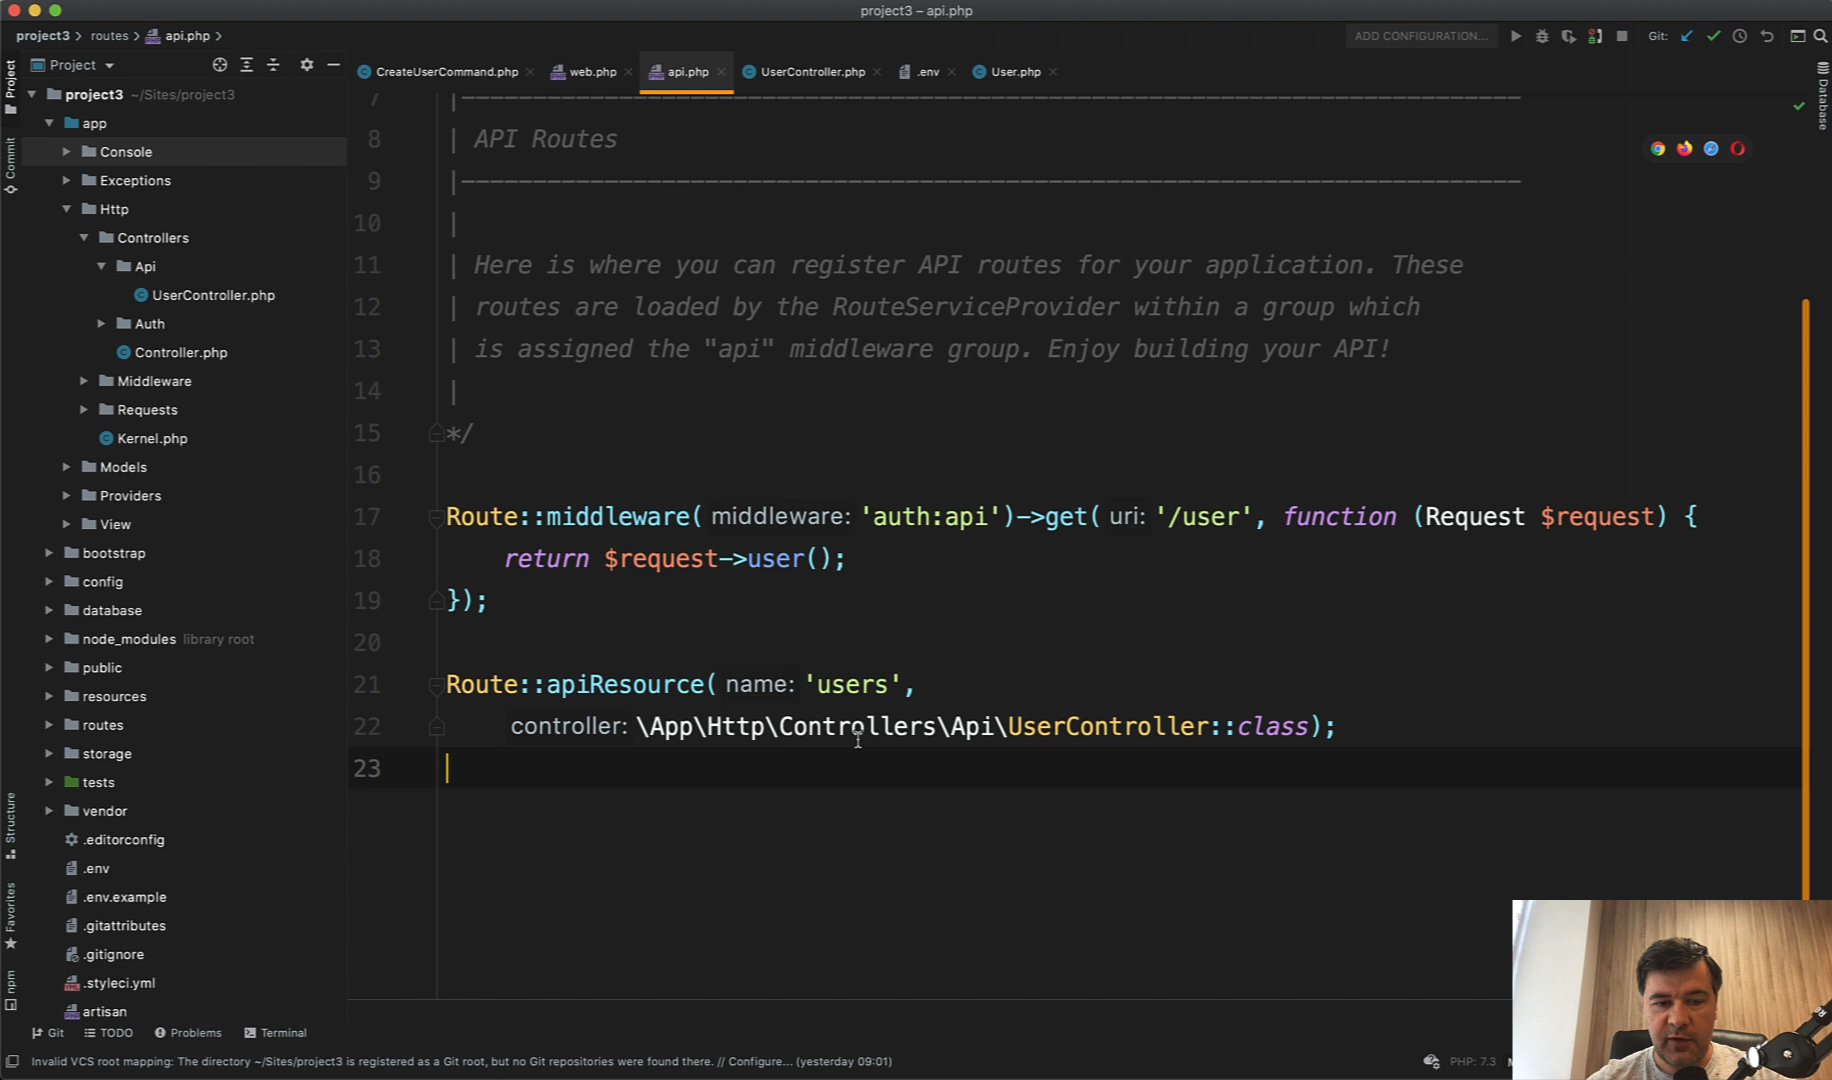 project3 – api.php
project3 > routes > api.php >
ADD CONFIGURATION...
Git:
Project
CreateUserCommand.php
web.php
api.php
UserController.php
.env
User.php
Project
Commit
Structure
Favorites
npm
Database
project3 ~/Sites/project3
app
Console
Exceptions
Http
Controllers
Api
UserController.php
Auth
Controller.php
Middleware
Requests
Kernel.php
Models
Providers
View
bootstrap
config
database
node_modules library root
public
resources
routes
storage
tests
vendor
.editorconfig
.env
.env.example
.gitattributes
.gitignore
.styleci.yml
artisan
7 |--------------------------------------------------------------------------
8 | API Routes
9 |--------------------------------------------------------------------------
10 |
11 | Here is where you can register API routes for your application. These
12 | routes are loaded by the RouteServiceProvider within a group which
13 | is assigned the "api" middleware group. Enjoy building your API!
14 |
15 */
16
17 Route::middleware( middleware: 'auth:api')->get( uri: '/user', function (Request $request) {
18 return $request->user();
19 });
20
21 Route::apiResource( name: 'users',
22 controller: \App\Http\Controllers\Api\UserController::class);
23
Git
TODO
Problems
Terminal
Invalid VCS root mapping: The directory ~/Sites/project3 is registered as a Git root, but no Git repositories were found there. // Configure... (yesterday 09:01)
PHP: 7.3